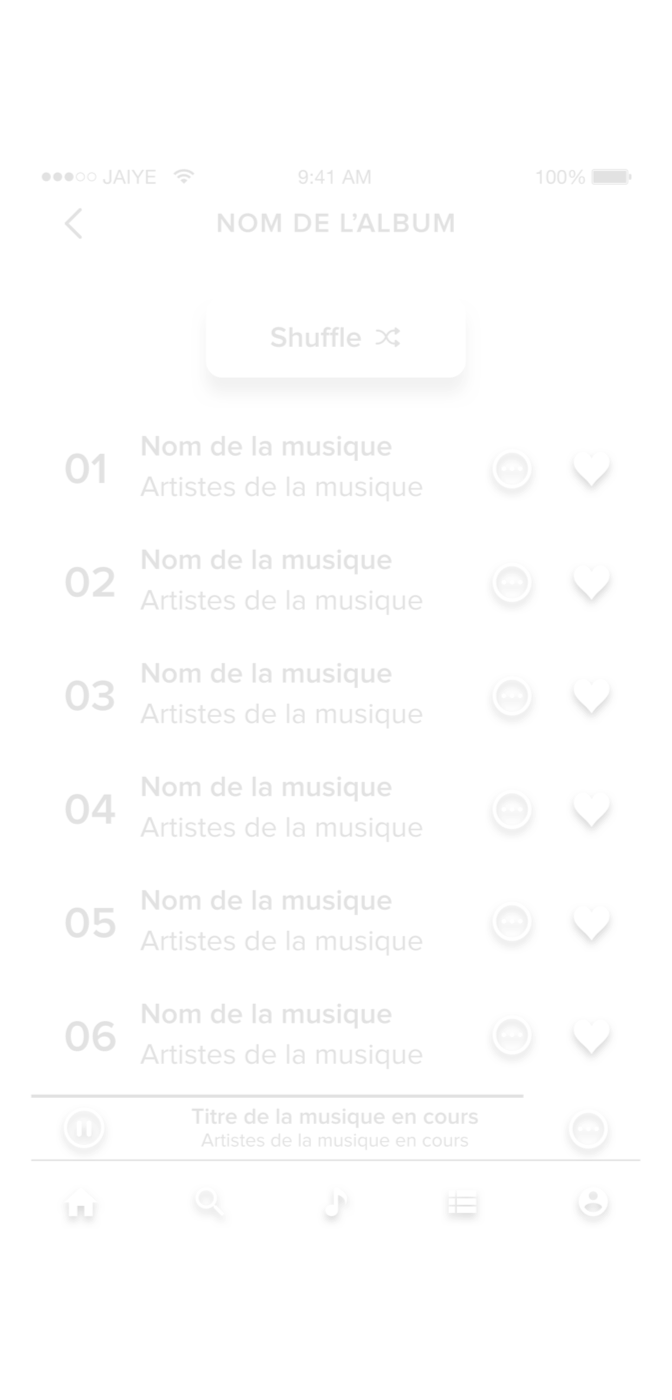 JAIYE 9:41 AM 100%
NOM DE L'ALBUM
Shuffle
01 Nom de la musique
Artistes de la musique
02 Nom de la musique
Artistes de la musique
03 Nom de la musique
Artistes de la musique
04 Nom de la musique
Artistes de la musique
05 Nom de la musique
Artistes de la musique
06 Nom de la musique
Artistes de la musique
Titre de la musique en cours
Artistes de la musique en cours